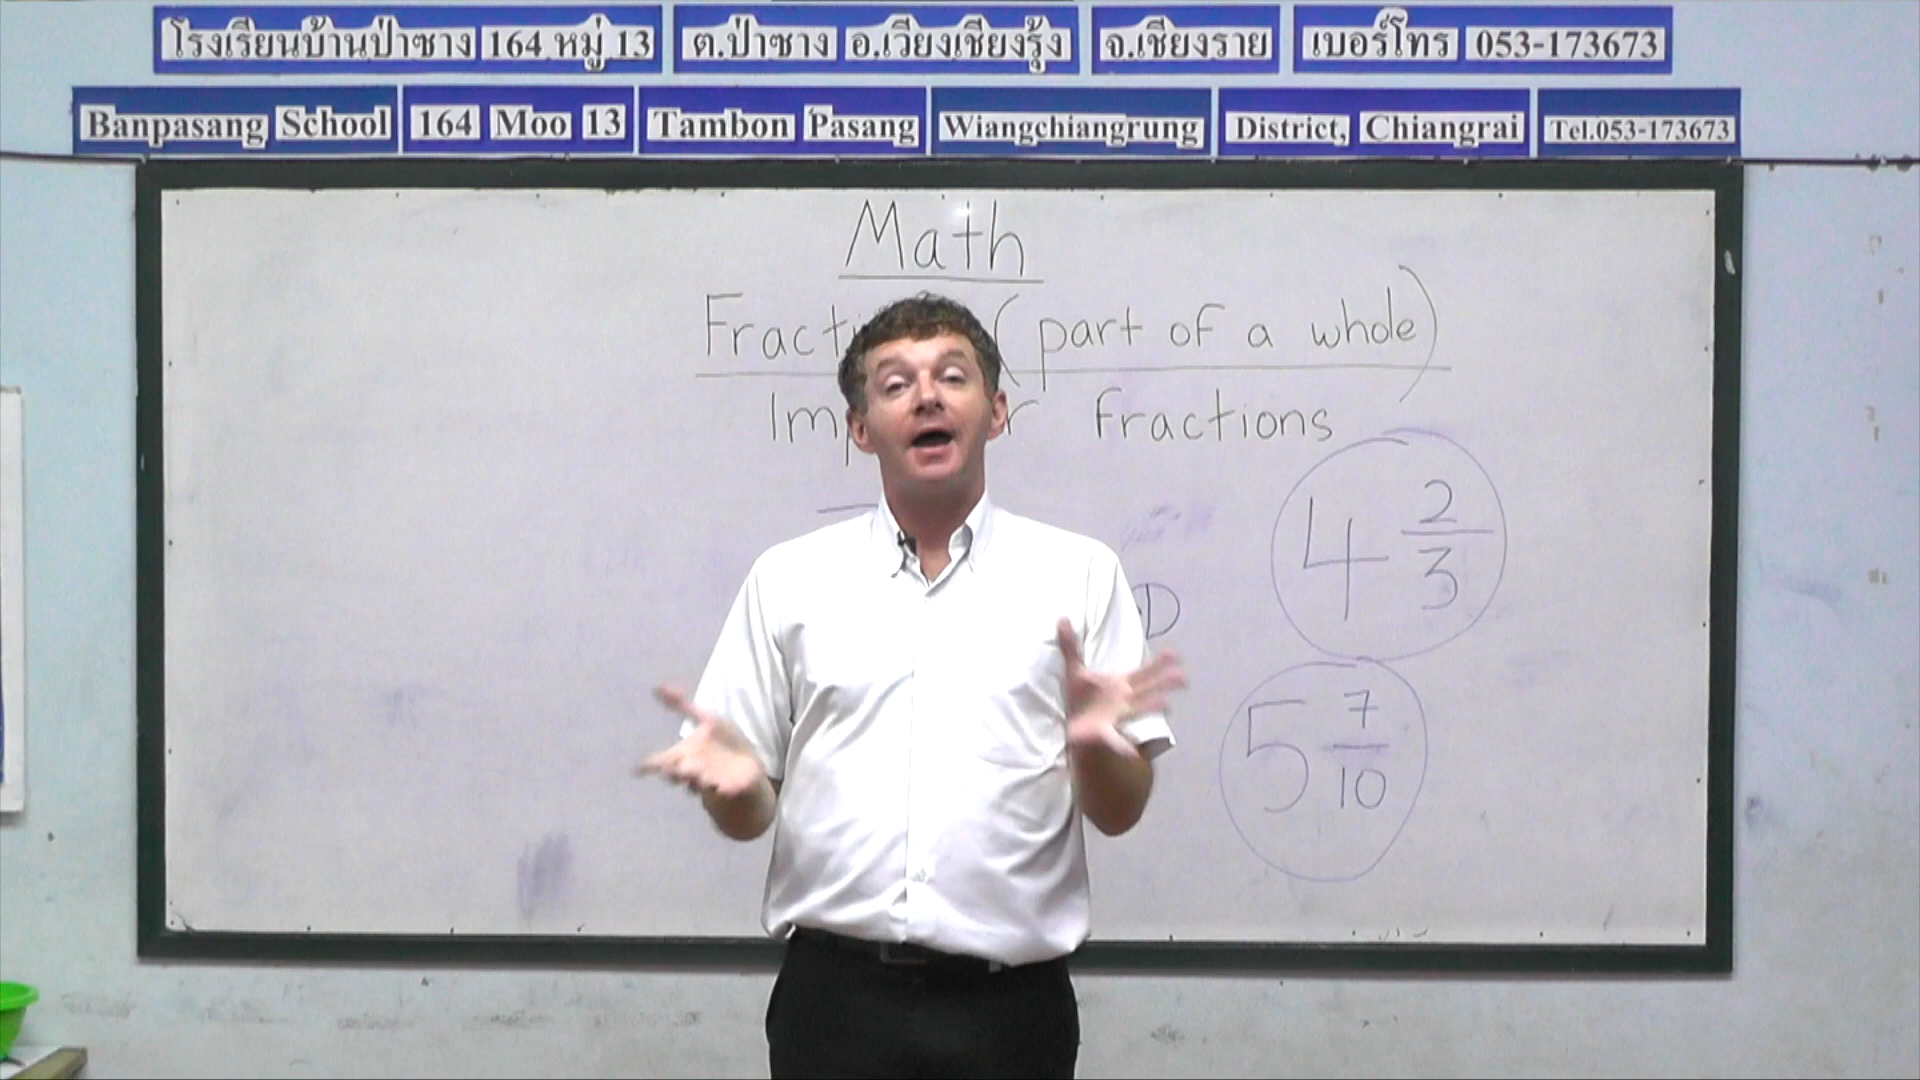 โรงเรียนบ้านป่าซาง 164 หมู่ 13 ต.ป่าซาง อ.เวียงเชียงรุ้ง จ.เชียงราย เบอร์โทร 053-173673
Banpasang School 164 Moo 13 Tambon Pasang Wiangchiangrung District, Chiangrai Tel.053-173673
Math
(part of a whole)
fractions
4 2/3
D
5 7/10